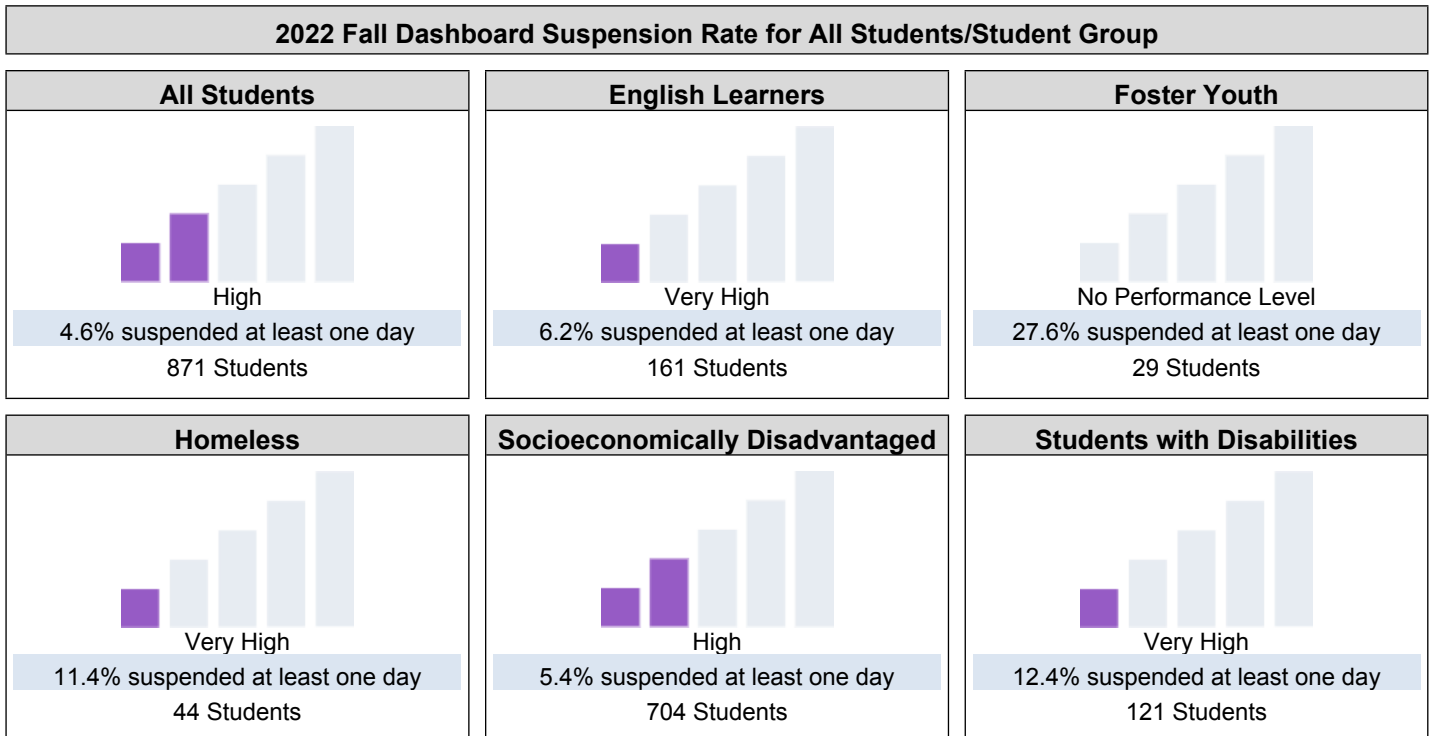 2022 Fall Dashboard Suspension Rate for All Students/Student Group
All Students
High
4.6% suspended at least one day
871 Students
English Learners
Very High
6.2% suspended at least one day
161 Students
Foster Youth
No Performance Level
27.6% suspended at least one day
29 Students
Homeless
Very High
11.4% suspended at least one day
44 Students
Socioeconomically Disadvantaged
High
5.4% suspended at least one day
704 Students
Students with Disabilities
Very High
12.4% suspended at least one day
121 Students